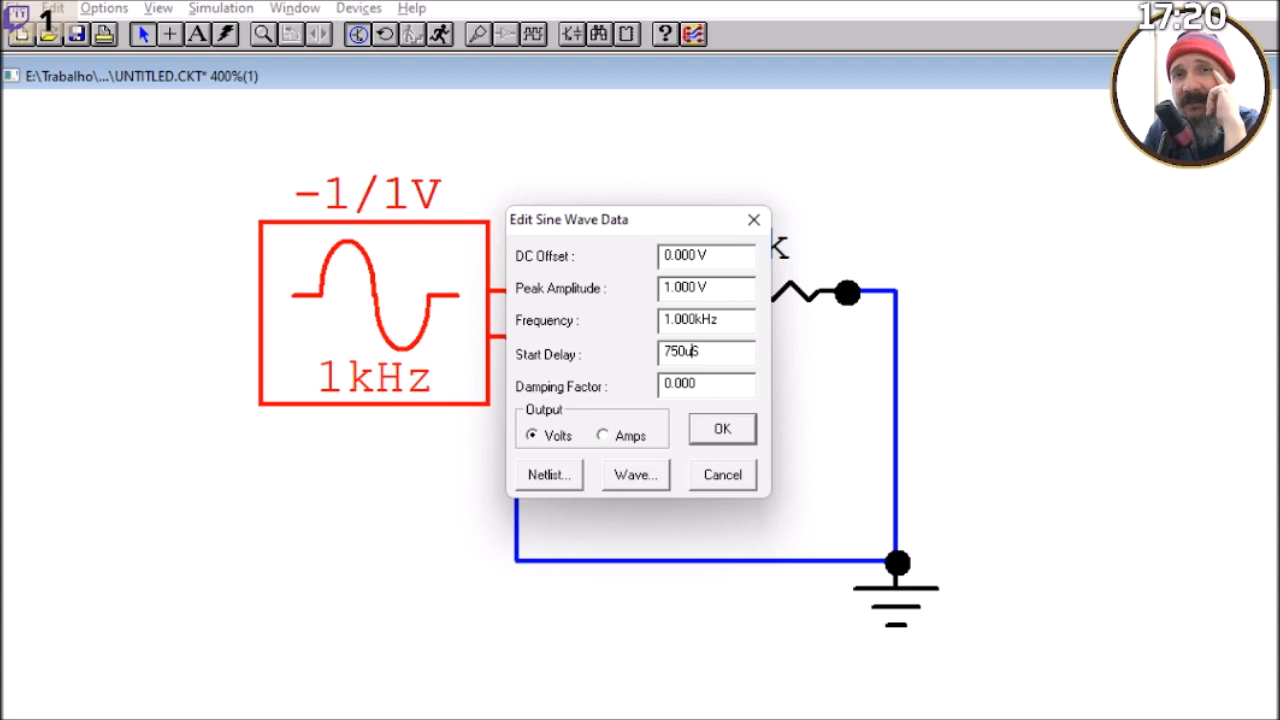 1
17:20
Edit Options View Simulation Window Devices Help
E:\Trabalho\...\UNTITLED.CKT* 400%(1)
-1/1V
1kHz
K
Edit Sine Wave Data
DC Offset : 0.000 V
Peak Amplitude : 1.000 V
Frequency : 1.000kHz
Start Delay : 750uS
Damping Factor : 0.000
Output
Volts Amps
OK
Netlist... Wave... Cancel